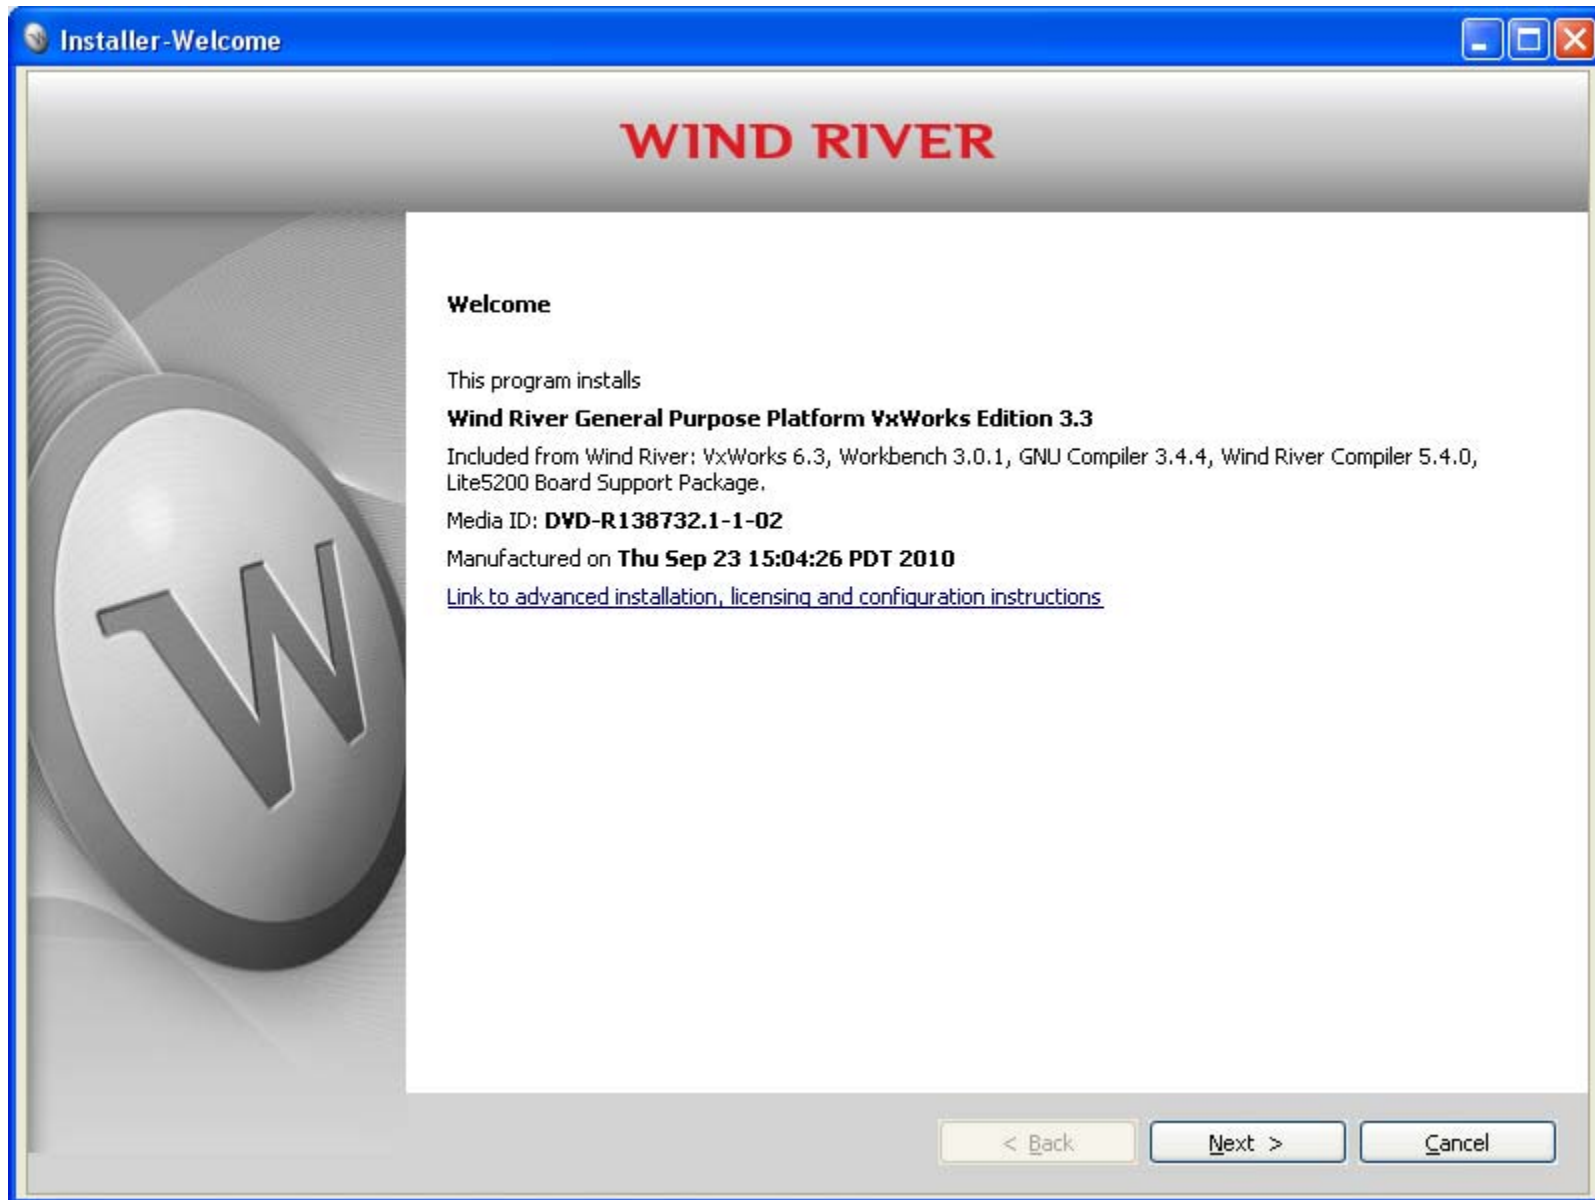 Installer-Welcome
WIND RIVER
Welcome
This program installs
Wind River General Purpose Platform VxWorks Edition 3.3
Included from Wind River: VxWorks 6.3, Workbench 3.0.1, GNU Compiler 3.4.4, Wind River Compiler 5.4.0,
Lite5200 Board Support Package.
Media ID: DVD-R138732.1-1-02
Manufactured on Thu Sep 23 15:04:26 PDT 2010
Link to advanced installation, licensing and configuration instructions
W
< Back
Next >
Cancel